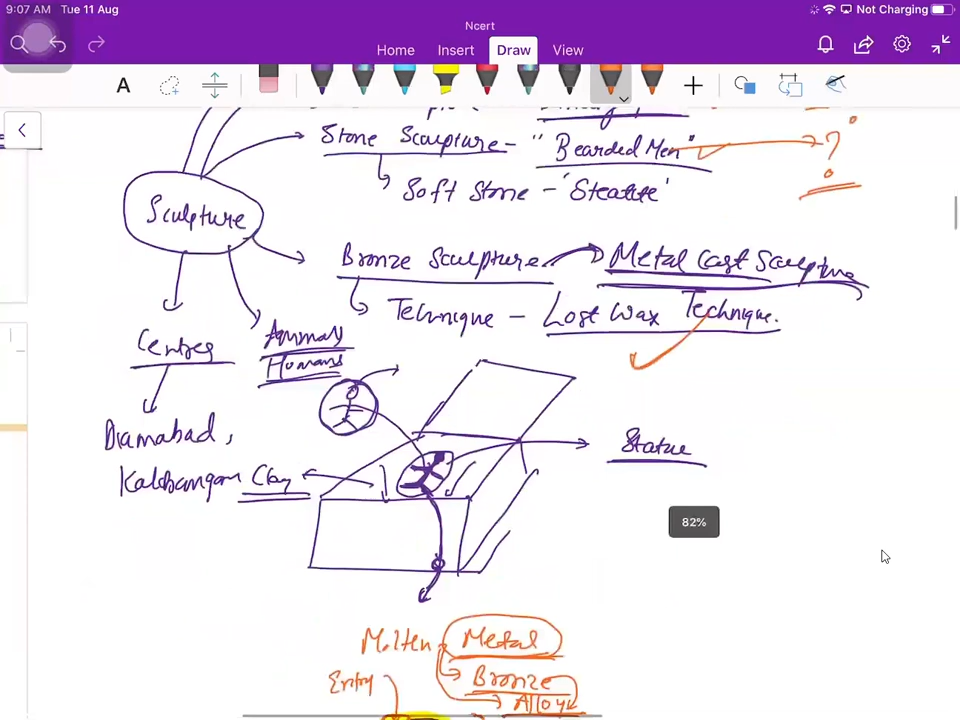 9:07 AM Tue 11 Aug
Not Charging
Ncert
Home Insert Draw View
A
Stone Sculpture - "Bearded Men" ?
Soft Stone - 'Steatite'
Sculpture
Bronze Sculpture Metal Cast Sculpture
Technique - Lost Wax Technique.
Centres
Animals
Humans
Diamabad,
Kalibangan Clay
Statue
82%
Molten Metal
Bronze
Entry
Alloy